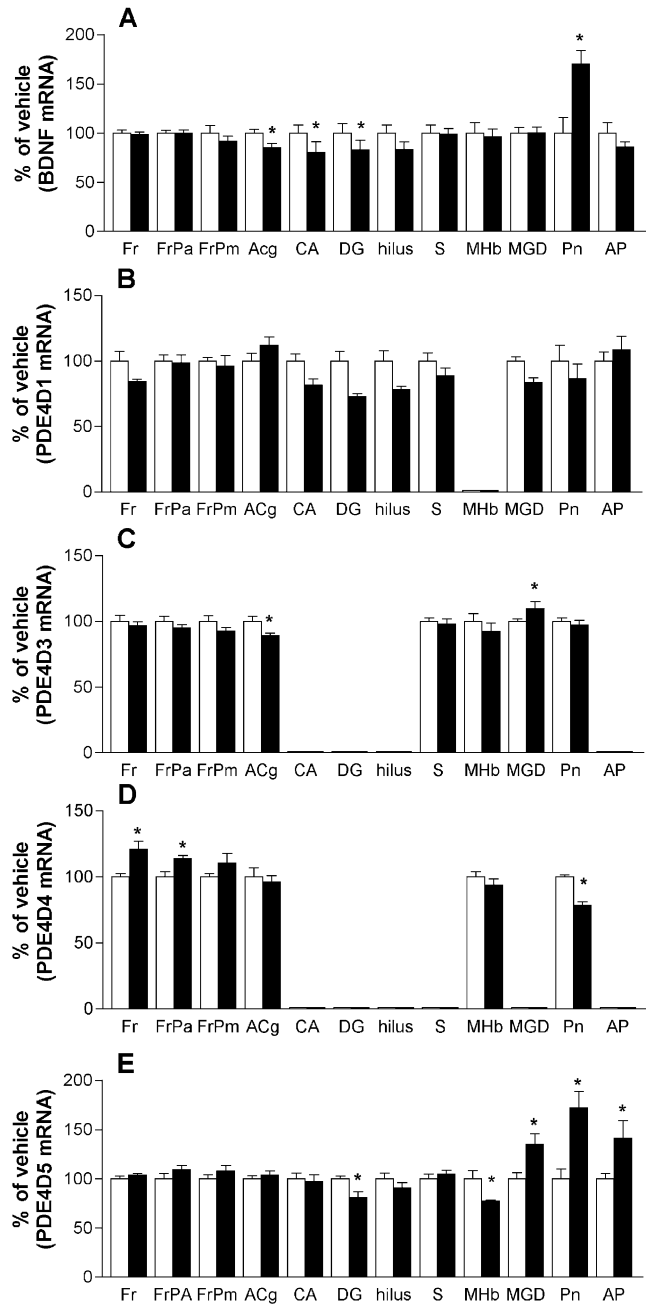 A
% of vehicle
(BDNF mRNA)
200
150
100
50
0
* * * *
Fr FrPa FrPm Acg CA DG hilus S MHb MGD Pn AP
B
% of vehicle
(PDE4D1 mRNA)
150
100
50
0
Fr FrPa FrPm ACg CA DG hilus S MHb MGD Pn AP
C
% of vehicle
(PDE4D3 mRNA)
150
100
50
0
* *
Fr FrPa FrPm ACg CA DG hilus S MHb MGD Pn AP
D
% of vehicle
(PDE4D4 mRNA)
150
100
50
0
* * *
Fr FrPa FrPm ACg CA DG hilus S MHb MGD Pn AP
E
% of vehicle
(PDE4D5 mRNA)
200
150
100
50
0
* * * * *
Fr FrPA FrPm ACg CA DG hilus S MHb MGD Pn AP